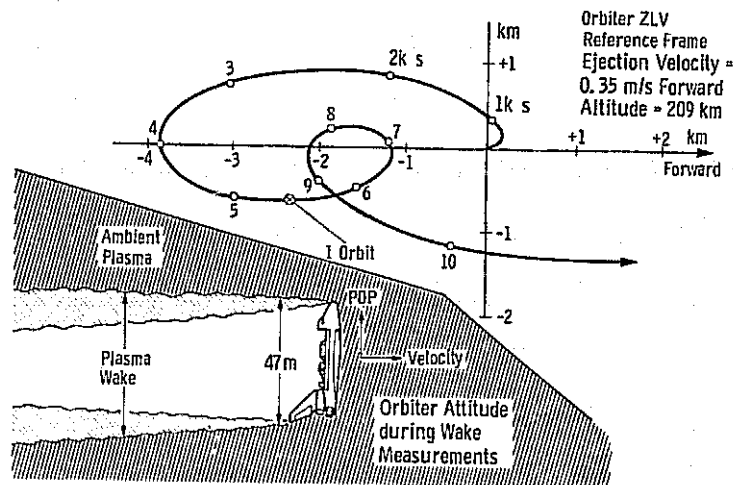 km
+1
Orbiter ZLV
Reference Frame
Ejection Velocity =
0.35 m/s Forward
Altitude = 209 km
3
2k s
1k s
8
7
4
-4
-3
-2
-1
+1
+2
km
Forward
9
6
5
-1
10
1 Orbit
-2
Ambient
Plasma
POP
Plasma
Wake
47m
Velocity
Orbiter Attitude
during Wake
Measurements